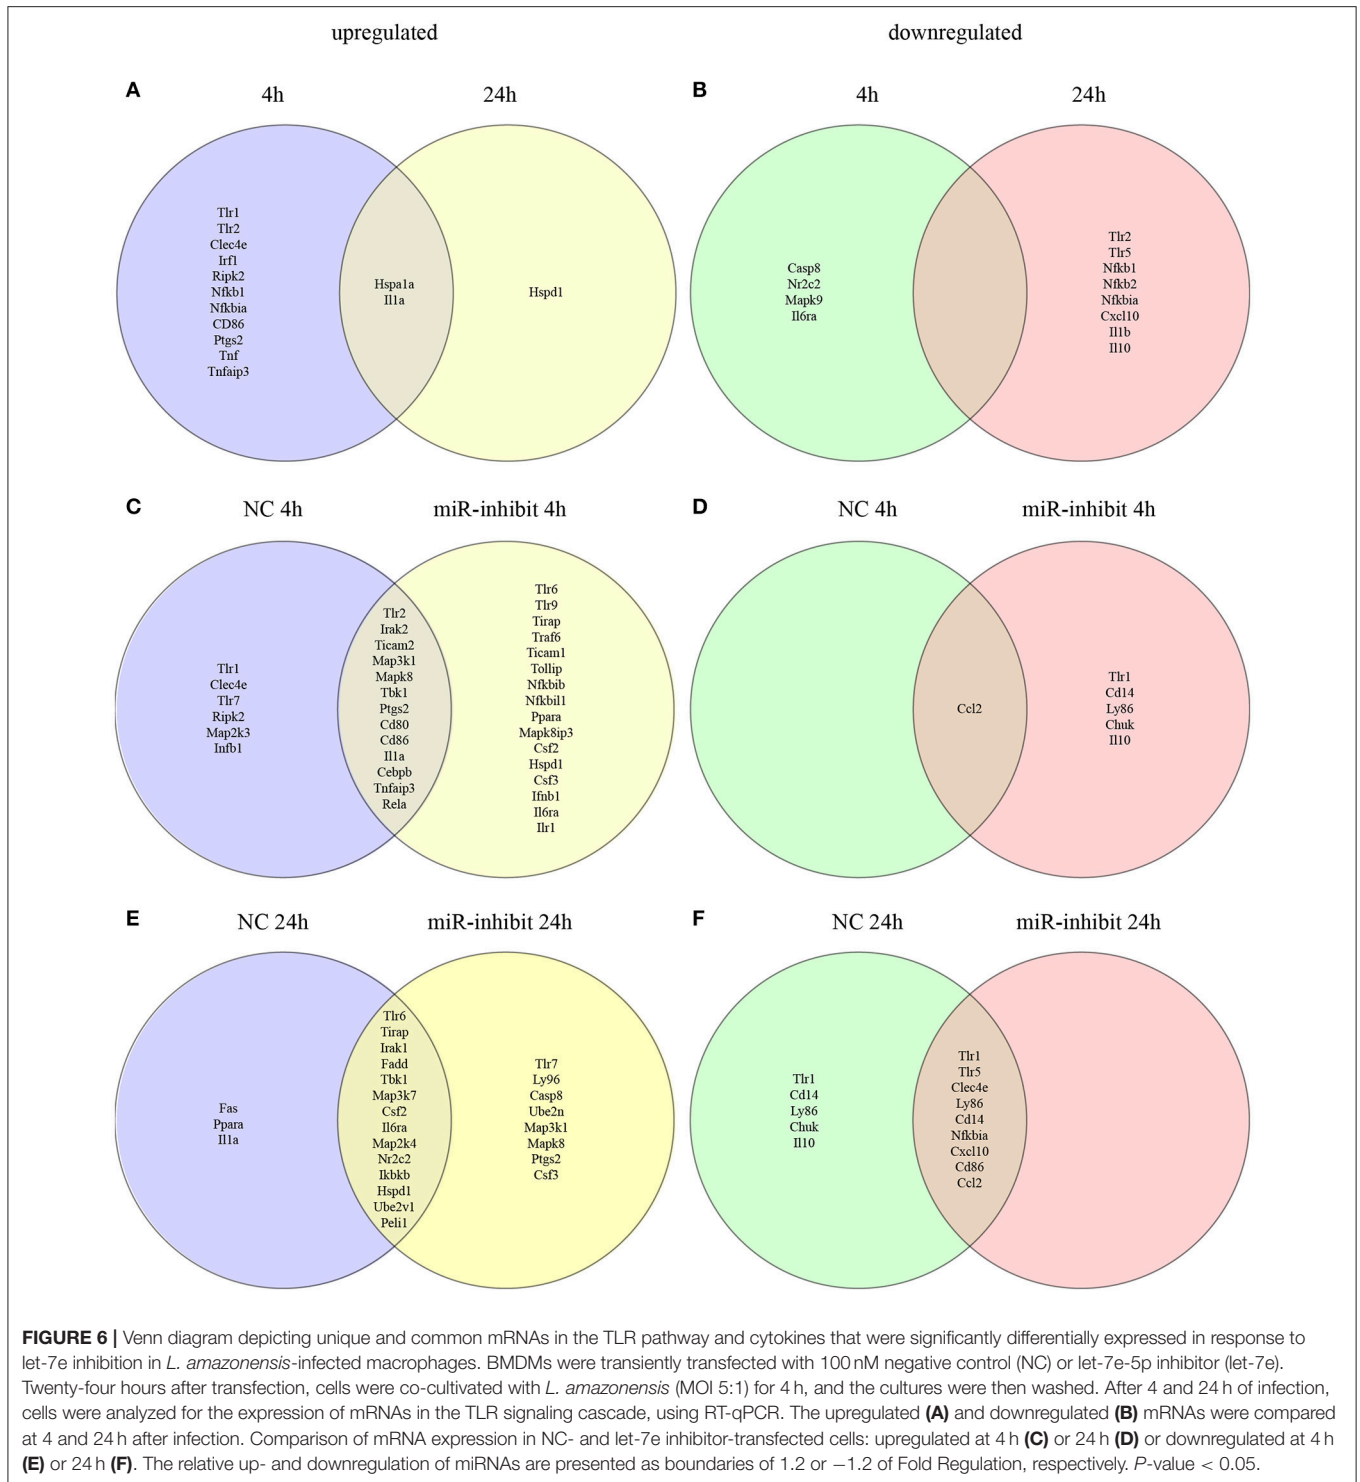 upregulated
downregulated
A
4h
24h
Tlr1
Tlr2
Clec4e
Irf1
Ripk2
Nfkb1
Nfkbia
CD86
Ptgs2
Tnf
Tnfaip3
Hspa1a
Il1a
Hspd1
B
4h
24h
Casp8
Nr2c2
Mapk9
Il6ra
Tlr2
Tlr5
Nfkb1
Nfkb2
Nfkbia
Cxcl10
Il1b
Il10
C
NC 4h
miR-inhibit 4h
Tlr1
Clec4e
Tlr7
Ripk2
Map2k3
Infb1
Tlr2
Irak2
Ticam2
Map3k1
Mapk8
Tbk1
Ptgs2
Cd80
Cd86
Il1a
Cebpb
Tnfaip3
Rela
Tlr6
Tlr9
Tirap
Traf6
Ticam1
Tollip
Nfkbib
Nfkbil1
Ppara
Mapk8ip3
Csf2
Hspd1
Csf3
Ifnb1
Il6ra
Ilr1
D
NC 4h
miR-inhibit 4h
Ccl2
Tlr1
Cd14
Ly86
Chuk
Il10
E
NC 24h
miR-inhibit 24h
Fas
Ppara
Il1a
Tlr6
Tirap
Irak1
Fadd
Tbk1
Map3k7
Csf2
Il6ra
Map2k4
Nr2c2
Ikbkb
Hspd1
Ube2v1
Peli1
Tlr7
Ly96
Casp8
Ube2n
Map3k1
Mapk8
Ptgs2
Csf3
F
NC 24h
miR-inhibit 24h
Tlr1
Cd14
Ly86
Chuk
Il10
Tlr1
Tlr5
Clec4e
Ly86
Cd14
Nfkbia
Cxcl10
Cd86
Ccl2
FIGURE 6 | Venn diagram depicting unique and common mRNAs in the TLR pathway and cytokines that were significantly differentially expressed in response to
let-7e inhibition in L. amazonensis-infected macrophages. BMDMs were transiently transfected with 100 nM negative control (NC) or let-7e-5p inhibitor (let-7e).
Twenty-four hours after transfection, cells were co-cultivated with L. amazonensis (MOI 5:1) for 4 h, and the cultures were then washed. After 4 and 24 h of infection,
cells were analyzed for the expression of mRNAs in the TLR signaling cascade, using RT-qPCR. The upregulated (A) and downregulated (B) mRNAs were compared
at 4 and 24 h after infection. Comparison of mRNA expression in NC- and let-7e inhibitor-transfected cells: upregulated at 4 h (C) or 24 h (D) or downregulated at 4 h
(E) or 24 h (F). The relative up- and downregulation of miRNAs are presented as boundaries of 1.2 or −1.2 of Fold Regulation, respectively. P-value < 0.05.